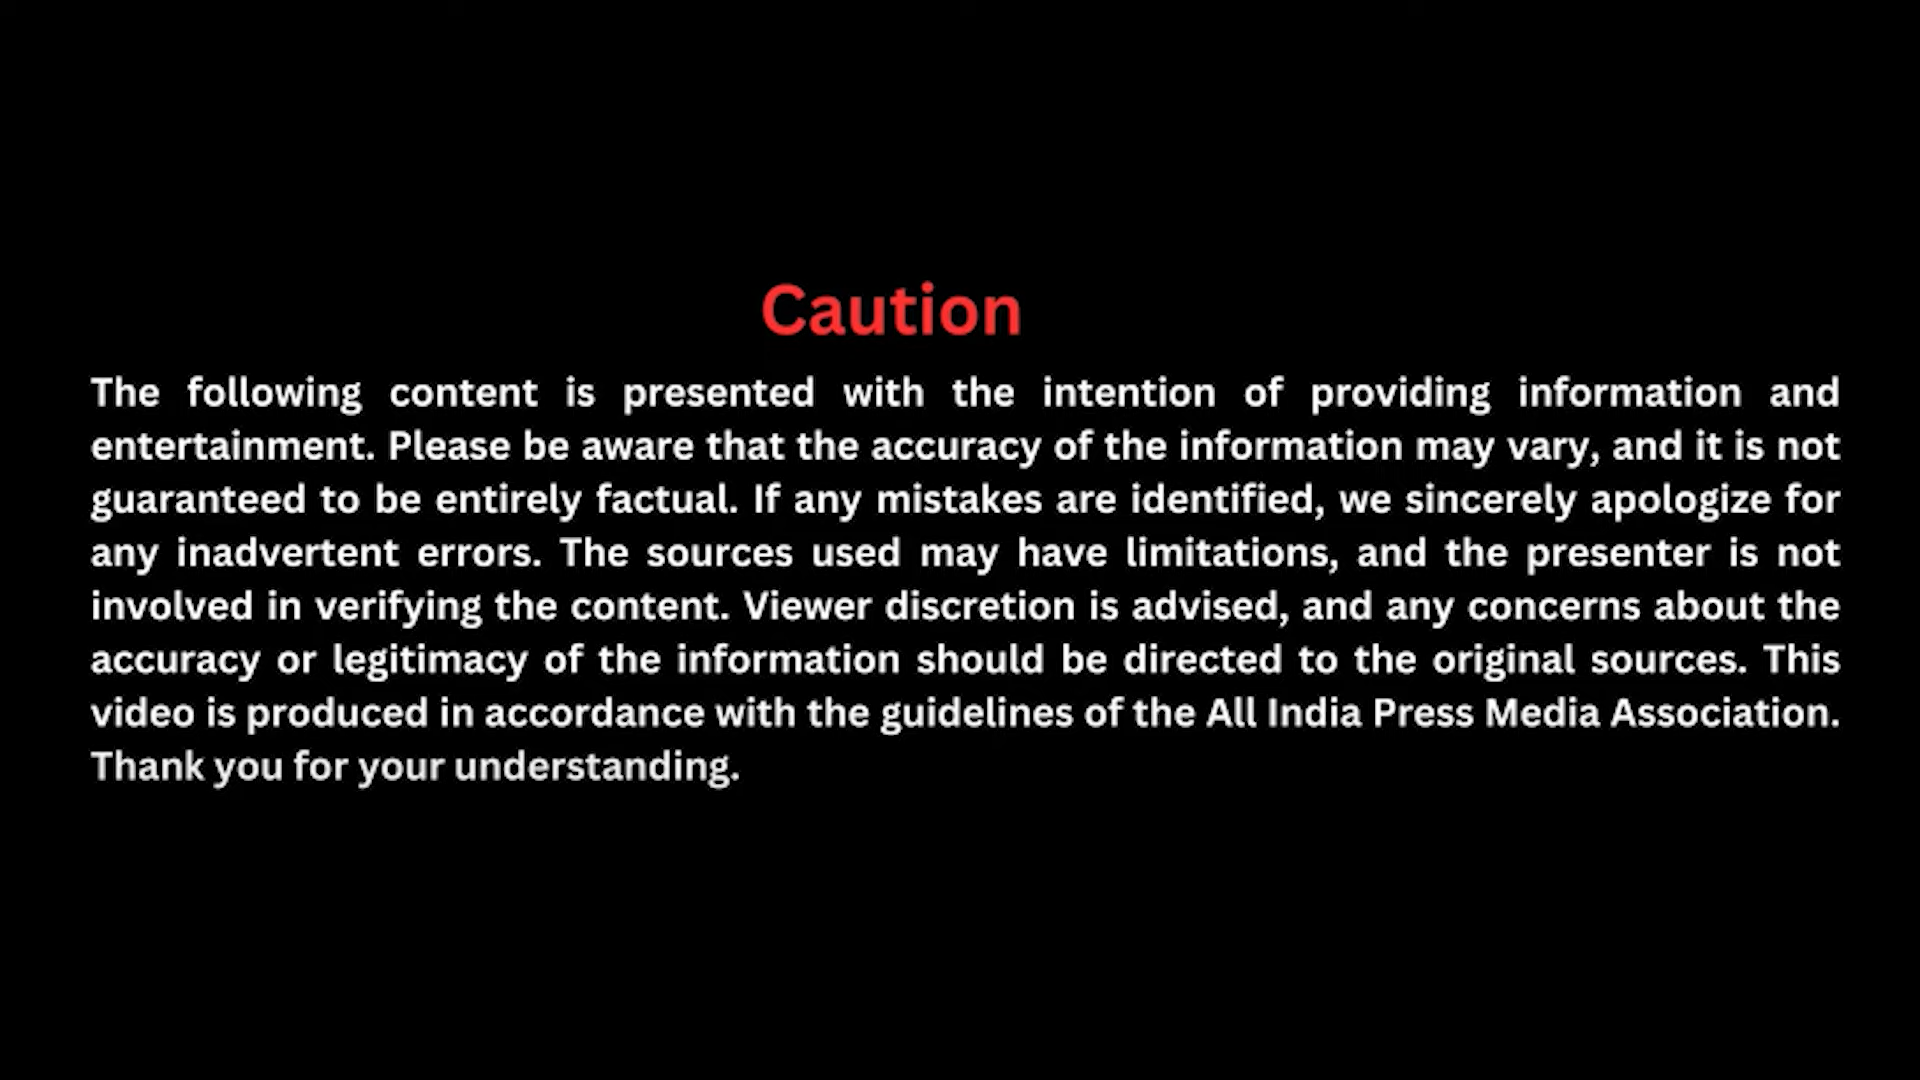 Caution
The following content is presented with the intention of providing information and
entertainment. Please be aware that the accuracy of the information may vary, and it is not
guaranteed to be entirely factual. If any mistakes are identified, we sincerely apologize for
any inadvertent errors. The sources used may have limitations, and the presenter is not
involved in verifying the content. Viewer discretion is advised, and any concerns about the
accuracy or legitimacy of the information should be directed to the original sources. This
video is produced in accordance with the guidelines of the All India Press Media Association.
Thank you for your understanding.